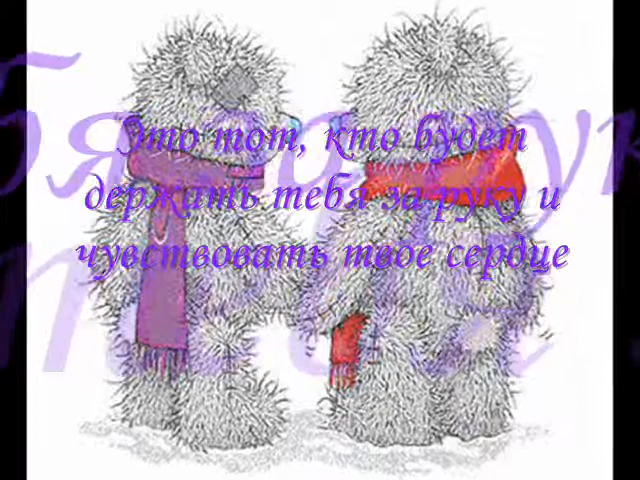 Это тот, кто будет
держать тебя за руку и
чувствовать твое сердце